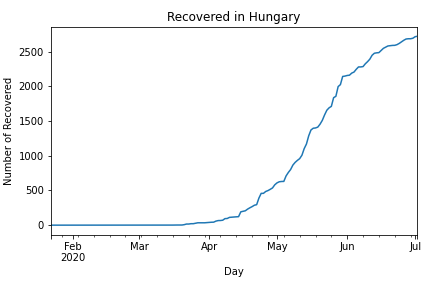 Recovered in Hungary
Number of Recovered
2500
2000
1500
1000
500
0
Feb
2020
Mar
Apr
May
Jun
Jul
Day